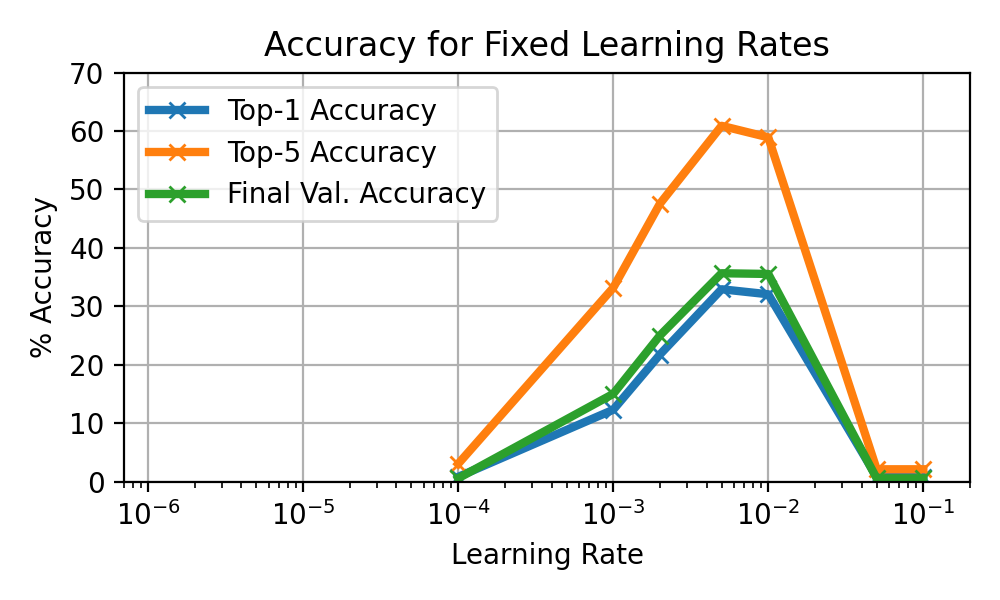 Accuracy for Fixed Learning Rates
70
60
50
40
30
20
10
0
% Accuracy
Top-1 Accuracy
Top-5 Accuracy
Final Val. Accuracy
10⁻⁶ 10⁻⁵ 10⁻⁴ 10⁻³ 10⁻² 10⁻¹
Learning Rate